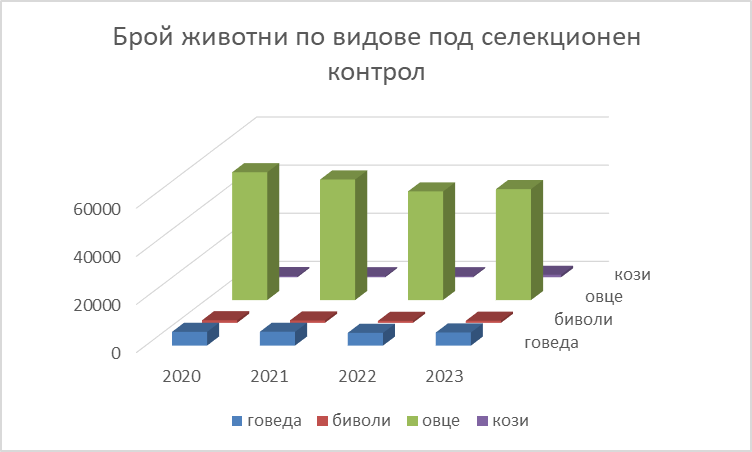 Брой животни по видове под селекционен
контрол
60000
40000
20000
0
кози
овце
биволи
говеда
2020 2021 2022 2023
говеда биволи овце кози